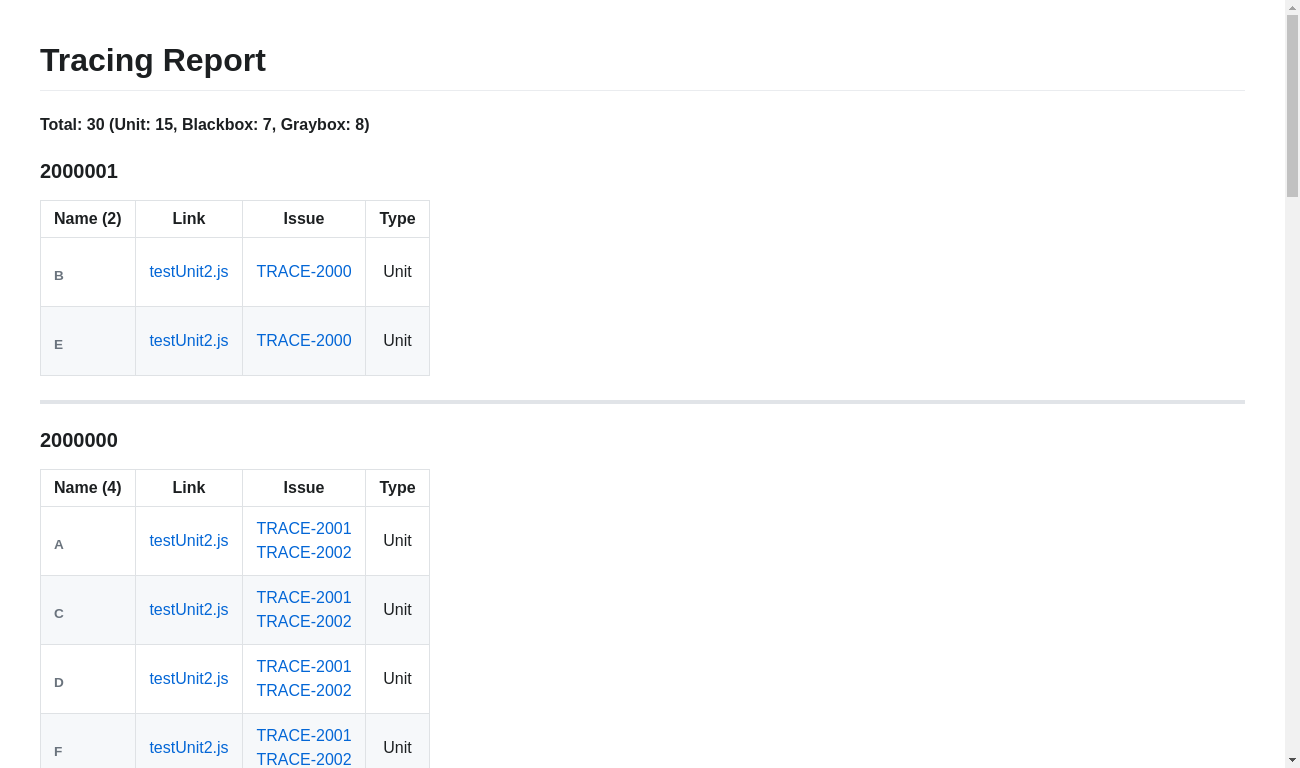 Tracing Report
Total: 30 (Unit: 15, Blackbox: 7, Graybox: 8)
2000001
Name (2) Link Issue Type
B testUnit2.js TRACE-2000 Unit
E testUnit2.js TRACE-2000 Unit
2000000
Name (4) Link Issue Type
A testUnit2.js TRACE-2001 TRACE-2002 Unit
C testUnit2.js TRACE-2001 TRACE-2002 Unit
D testUnit2.js TRACE-2001 TRACE-2002 Unit
F testUnit2.js TRACE-2001 TRACE-2002 Unit